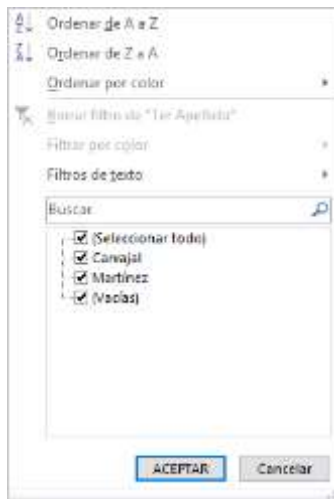 Ordenar de A a Z
Ordenar de Z a A
Ordenar por color
Borrar filtro de "1er Apellido"
Filtrar por color
Filtros de texto
Buscar
(Seleccionar todo)
Carvajal
Martínez
(Vacías)
ACEPTAR
Cancelar